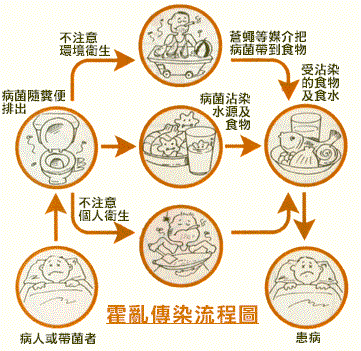 不注意
環境衛生
蒼蠅等媒介把
病菌帶到食物
病菌隨糞便
排出
病菌沾染
水源及
食物
受沾染
的食物
及食水
不注意
個人衛生
霍亂傳染流程圖
病人或帶菌者
患病